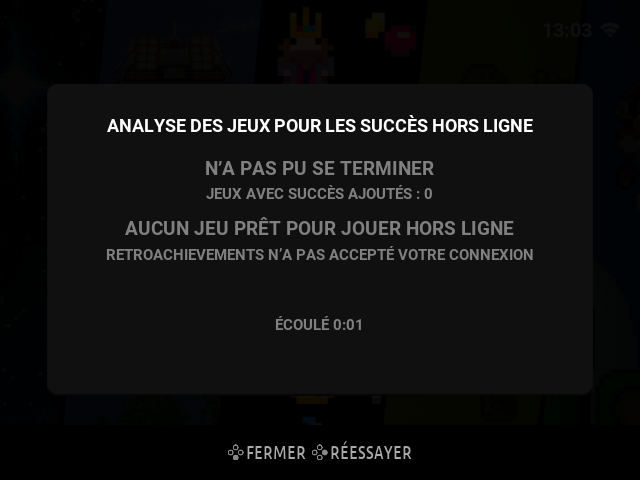 13:03
ANALYSE DES JEUX POUR LES SUCCÈS HORS LIGNE
N’A PAS PU SE TERMINER
JEUX AVEC SUCCÈS AJOUTÉS : 0
AUCUN JEU PRÊT POUR JOUER HORS LIGNE
RETROACHIEVEMENTS N’A PAS ACCEPTÉ VOTRE CONNEXION
ÉCOULÉ 0:01
FERMER RÉESSAYER